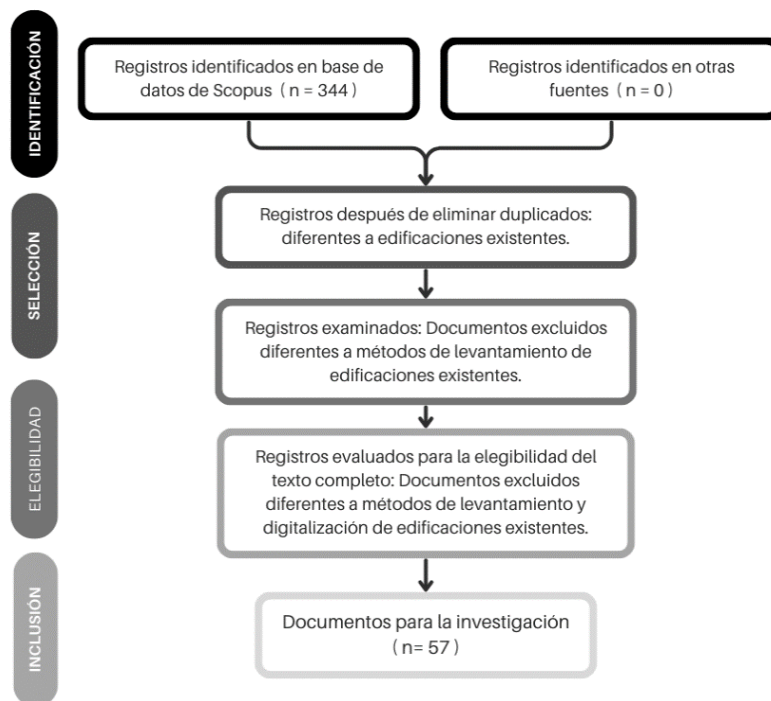 IDENTIFICACIÓN
Registros identificados en base de
datos de Scopus ( n = 344 )
Registros identificados en otras
fuentes ( n = 0 )
SELECCIÓN
Registros después de eliminar duplicados:
diferentes a edificaciones existentes.
Registros examinados: Documentos excluidos
diferentes a métodos de levantamiento de
edificaciones existentes.
ELEGIBILIDAD
Registros evaluados para la elegibilidad del
texto completo: Documentos excluidos
diferentes a métodos de levantamiento y
digitalización de edificaciones existentes.
INCLUSIÓN
Documentos para la investigación
( n= 57 )